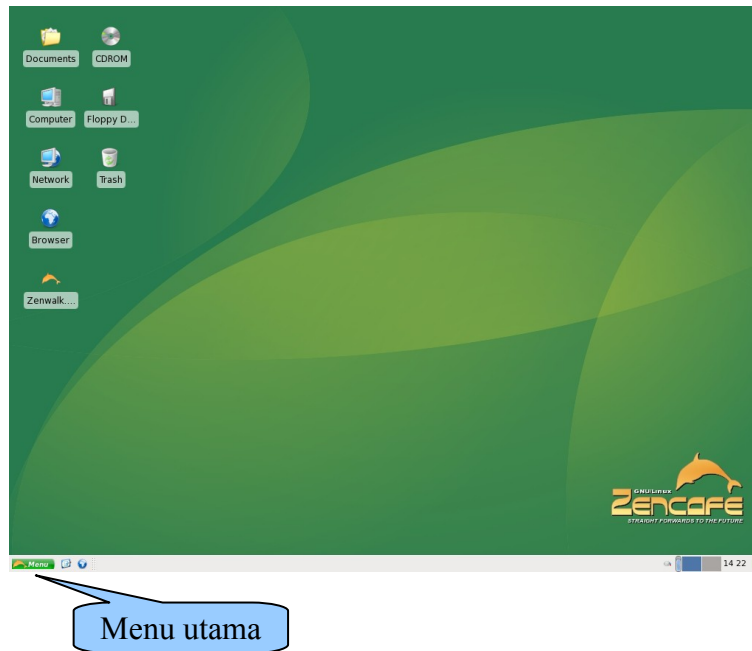 Documents
CDROM
Computer
Floppy D...
Network
Trash
Browser
Zenwalk....
GNU/Linux
ZENCAFE
STRAIGHT FORWARDS TO THE FUTURE
Menu
14 22
Menu utama